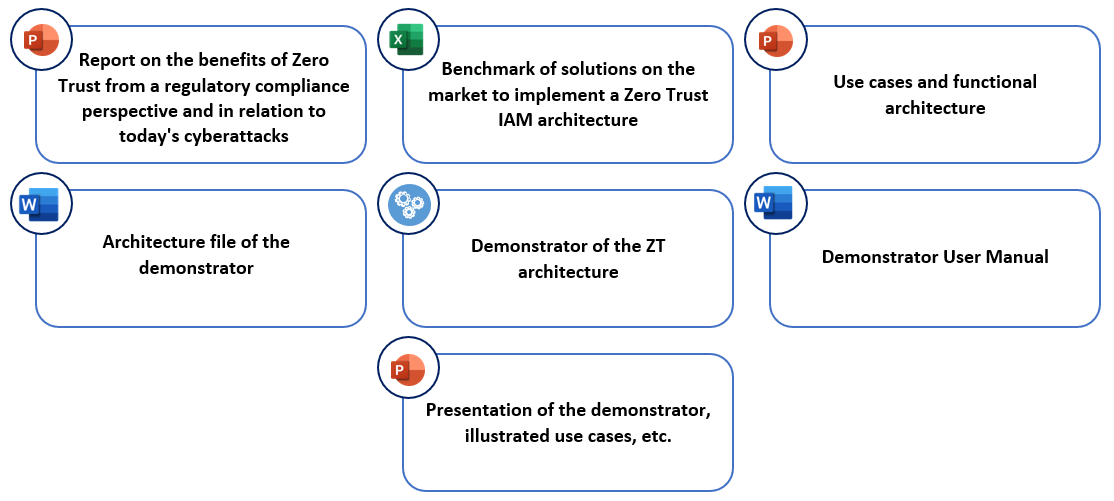 P
Report on the benefits of Zero
Trust from a regulatory compliance
perspective and in relation to
today's cyberattacks
X
Benchmark of solutions on the
market to implement a Zero Trust
IAM architecture
P
Use cases and functional
architecture
W
Architecture file of the
demonstrator
Demonstrator of the ZT
architecture
W
Demonstrator User Manual
P
Presentation of the demonstrator,
illustrated use cases, etc.